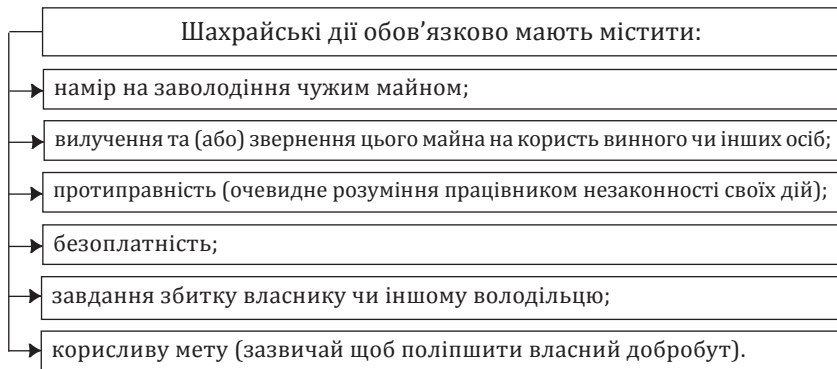 Шахрайські дії обов’язково мають містити:
намір на заволодіння чужим майном;
вилучення та (або) звернення цього майна на користь винного чи інших осіб;
протиправність (очевидне розуміння працівником незаконності своїх дій);
безоплатність;
завдання збитку власнику чи іншому володільцю;
корисливу мету (зазвичай щоб поліпшити власний добробут).